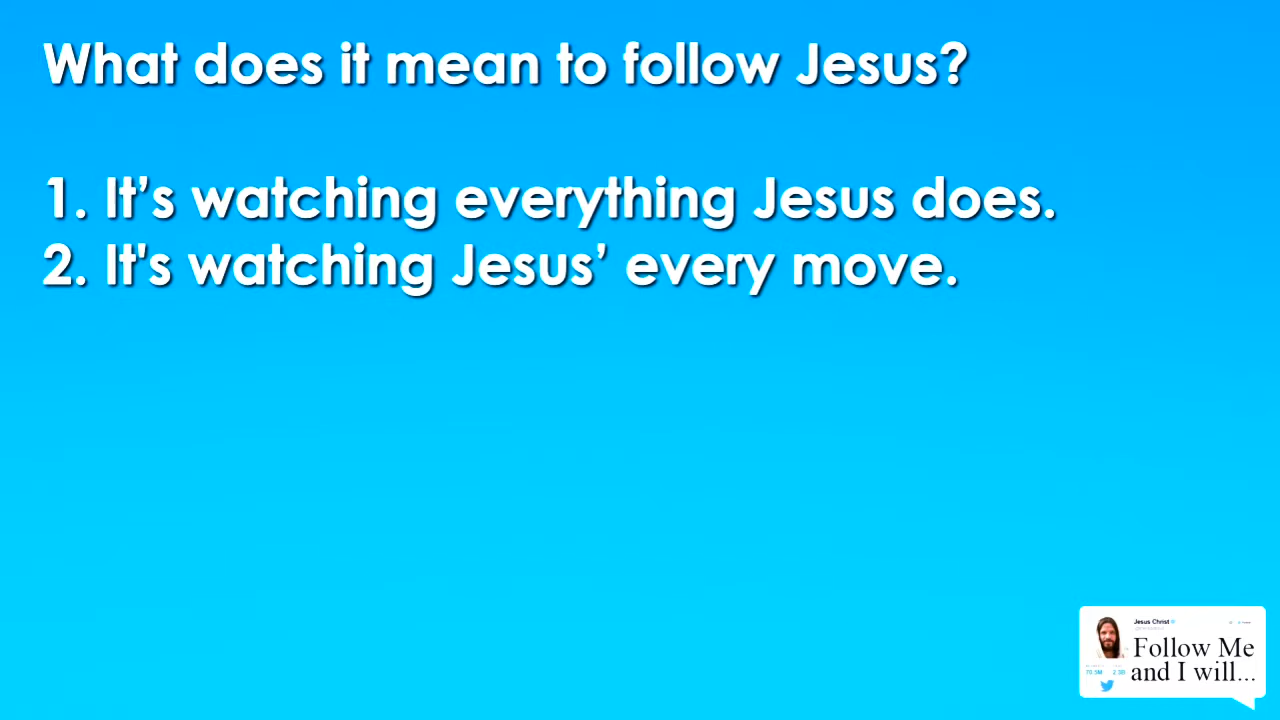 What does it mean to follow Jesus?
1. It’s watching everything Jesus does.
2. It's watching Jesus’ every move.
Jesus Christ
Follow Me
and I will...